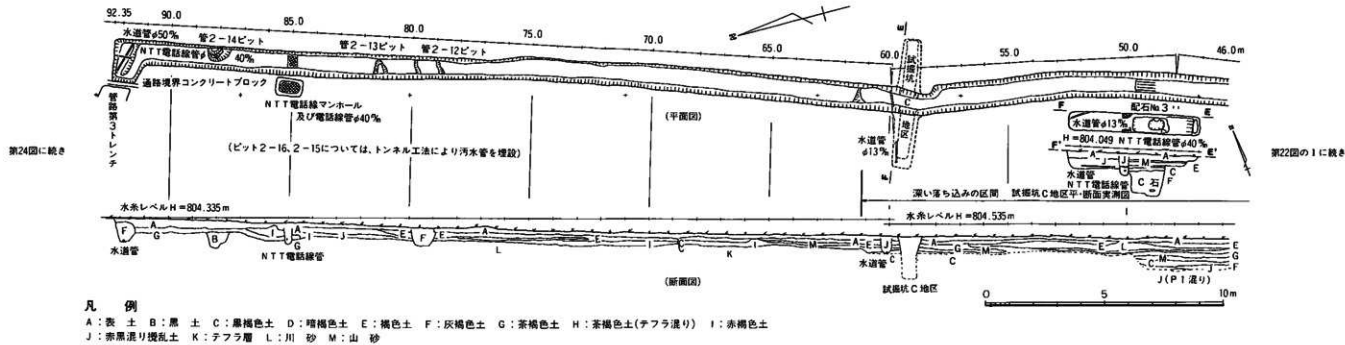 92.35 90.0 85.0 80.0 75.0 70.0 65.0 60.0 55.0 50.0 46.0m
水道管φ50% 管2-14ピット 管2-13ピット 管2-12ピット
NTT電話線管φ40%
通路境界コンクリートブロック
管路第3トレンチ
NTT電話線マンホール
及び電話線管φ40%
(平面図)
(ピット2-16、2-15については、トンネル工法により汚水管を埋設)
第24図に続き
N
E
試掘坑
C
地区
F
水道管
φ13%
F 配石No.3 E
水道管φ13%
H=804.049 NTT電話線管φ40%
F' E'
A
J J M A E
C
F
水道管
NTT電話線管
C 石
第22図の1に続き
深い落ち込みの区間 試掘坑C地区平・断面実測図
水糸レベルH=804.335m 水糸レベルH=804.535m
F A G B I A I J E F E A L E I C K I M A E J A G M E L A E
G C C C M G
J F
水道管 NTT電話線管 水道管
試掘坑C地区
J(P1混り)
(断面図)
0 5 10m
凡 例
A:表 土 B:黒 土 C:黒褐色土 D:暗褐色土 E:褐色土 F:灰褐色土 G:茶褐色土 H:茶褐色土(テフラ混り) I:赤褐色土
J:赤黒混り攪乱土 K:テフラ層 L:川 砂 M:山 砂